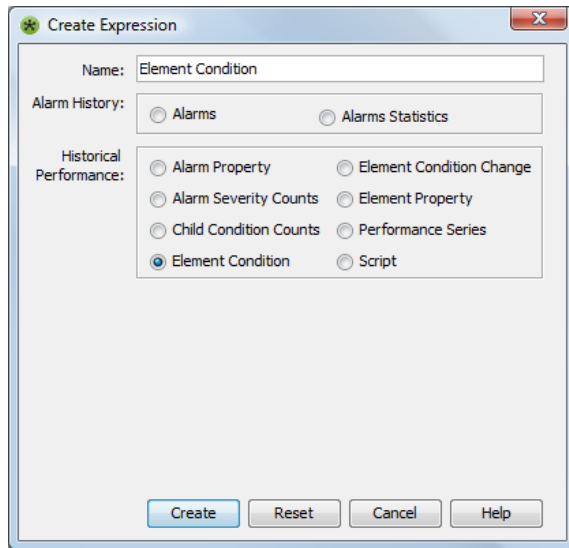 Create Expression
Name: Element Condition
Alarm History: Alarms Alarms Statistics
Historical
Performance:
Alarm Property Element Condition Change
Alarm Severity Counts Element Property
Child Condition Counts Performance Series
Element Condition Script
Create Reset Cancel Help